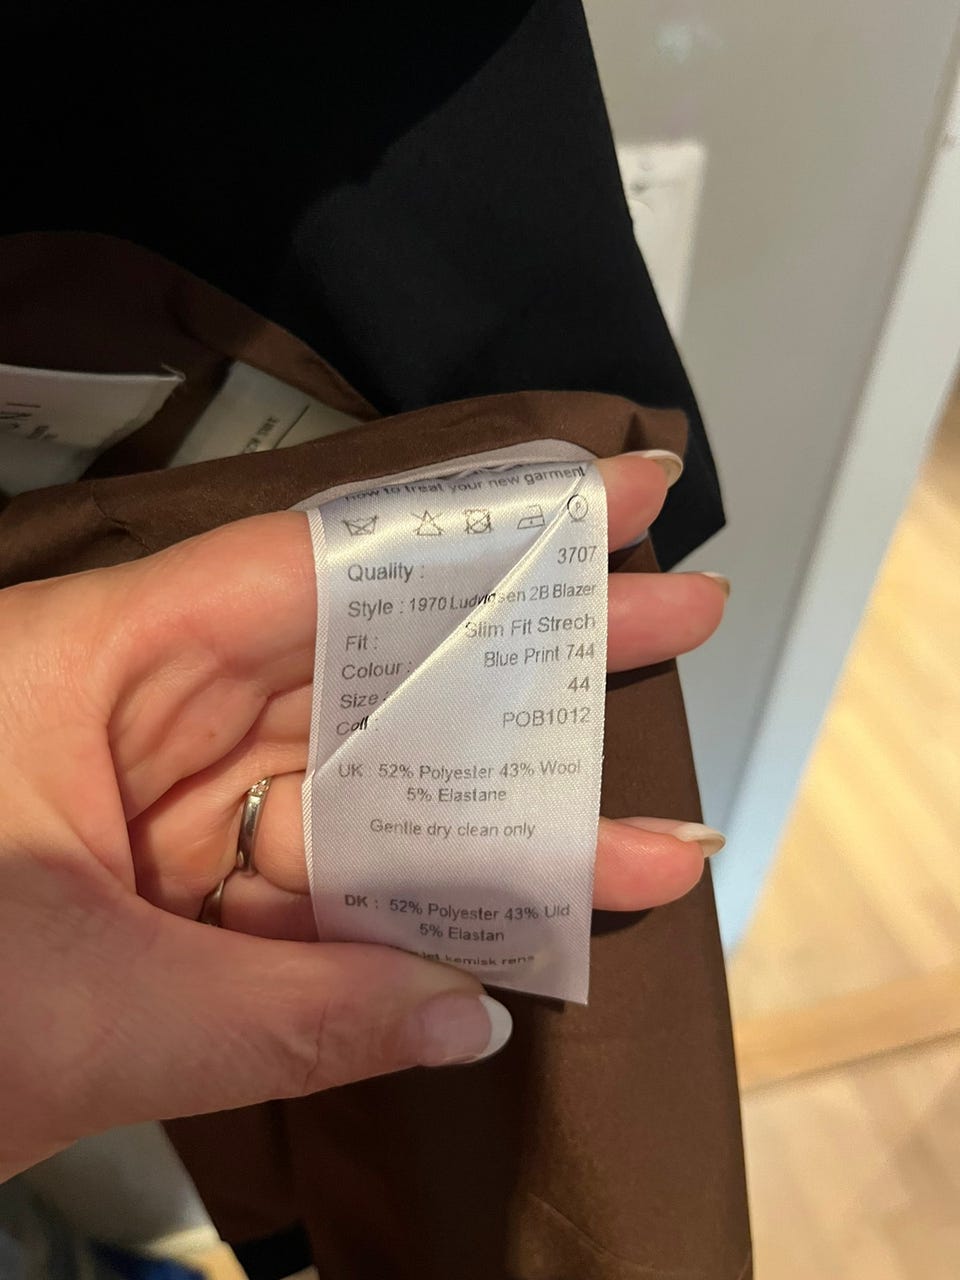 how to treat your new garment
Quality : 3707
Style : 1970 Ludvigsen 2B Blazer
Fit : Slim Fit Strech
Colour : Blue Print 744
Size : 44
Coll : POB1012
UK : 52% Polyester 43% Wool
5% Elastane
Gentle dry clean only
DK : 52% Polyester 43% Uld
5% Elastan
kemisk rens